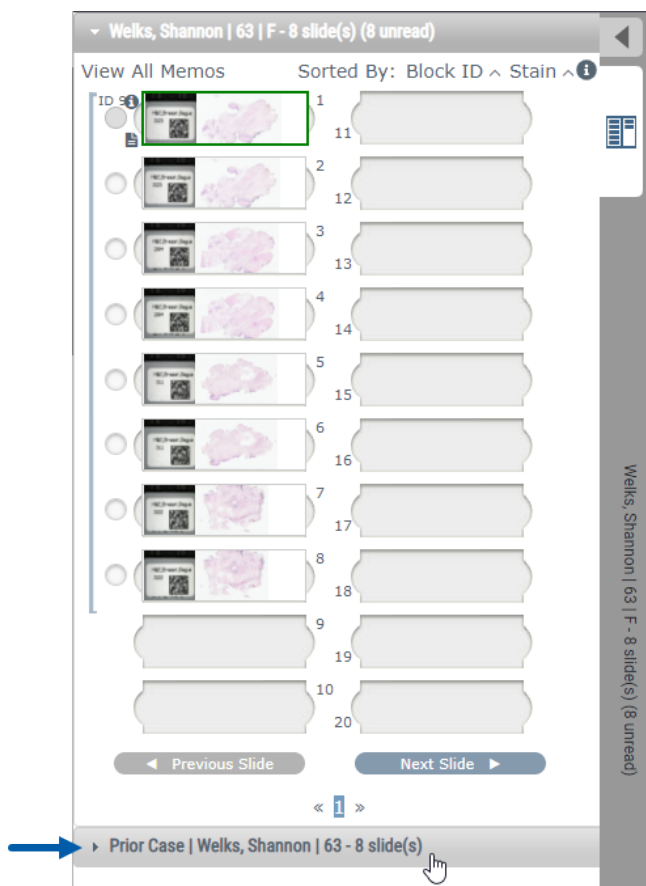 Welks, Shannon | 63 | F - 8 slide(s) (8 unread)
View All Memos Sorted By: Block ID ^ Stain ^
ID 9
1
11
2
12
3
13
4
14
5
15
6
16
7
17
8
18
9
19
10
20
Previous Slide Next Slide
« 1 »
Prior Case | Welks, Shannon | 63 - 8 slide(s)
Welks, Shannon | 63 | F - 8 slide(s) (8 unread)